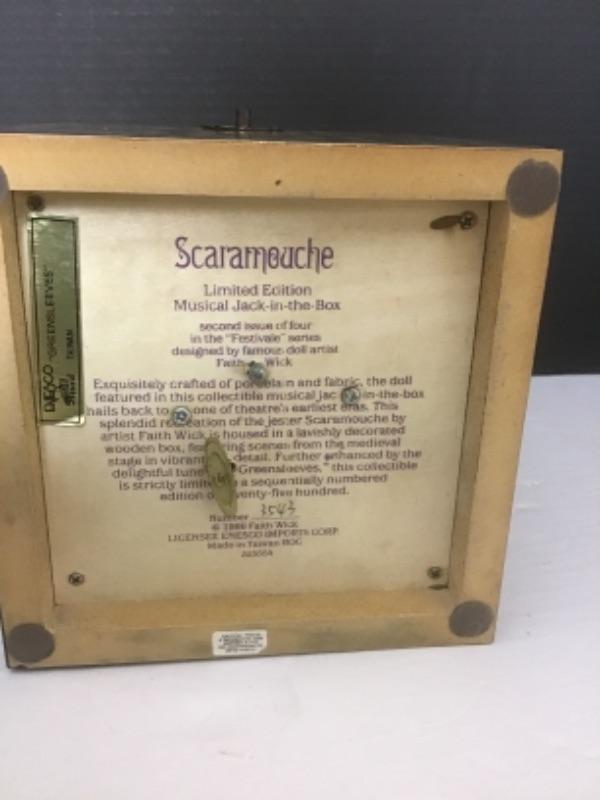 Scaramouche
Limited Edition
Musical Jack-in-the-Box
second issue of four
in the "Festivale" series
designed by famous doll artist
Faith Wick
Exquisitely crafted of porcelain and fabric, the doll
featured in this collectible musical jac in-the-box
hails back to one of theatre's earliest eras. This
splendid recreation of the jester Scaramouche by
artist Faith Wick is housed in a lavishly decorated
wooden box, featuring scenes from the medieval
stage in vibrant detail. Further enhanced by the
delightful tune "Greensleeves," this collectible
is strictly limited to a sequentially numbered
edition of twenty-five hundred.
Number 3543
Faith Wick
LICENSEE ENESCO IMPORTS CORP.
Made in Taiwan ROC
ENESCO "GREENSLEEVES"
TAIWAN